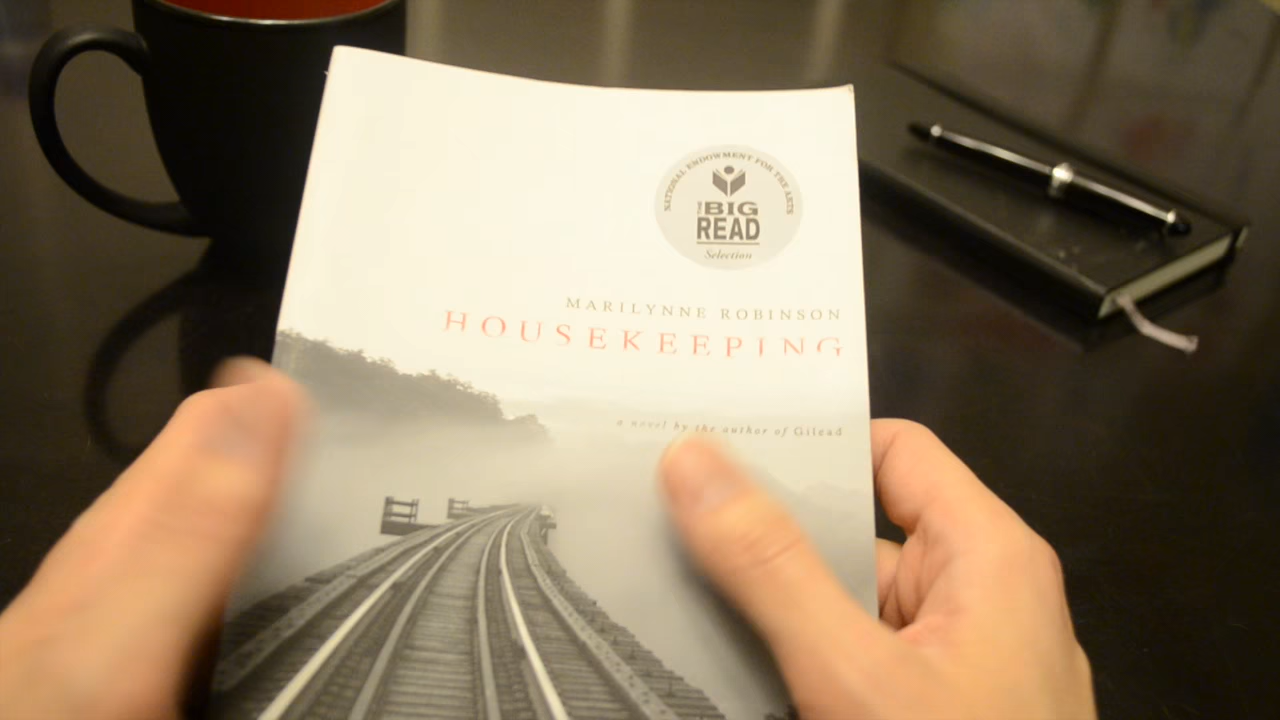 NATIONAL ENDOWMENT FOR THE ARTS
THE BIG
READ
Selection
MARILYNNE ROBINSON
HOUSEKEEPING
a novel by the author of Gilead